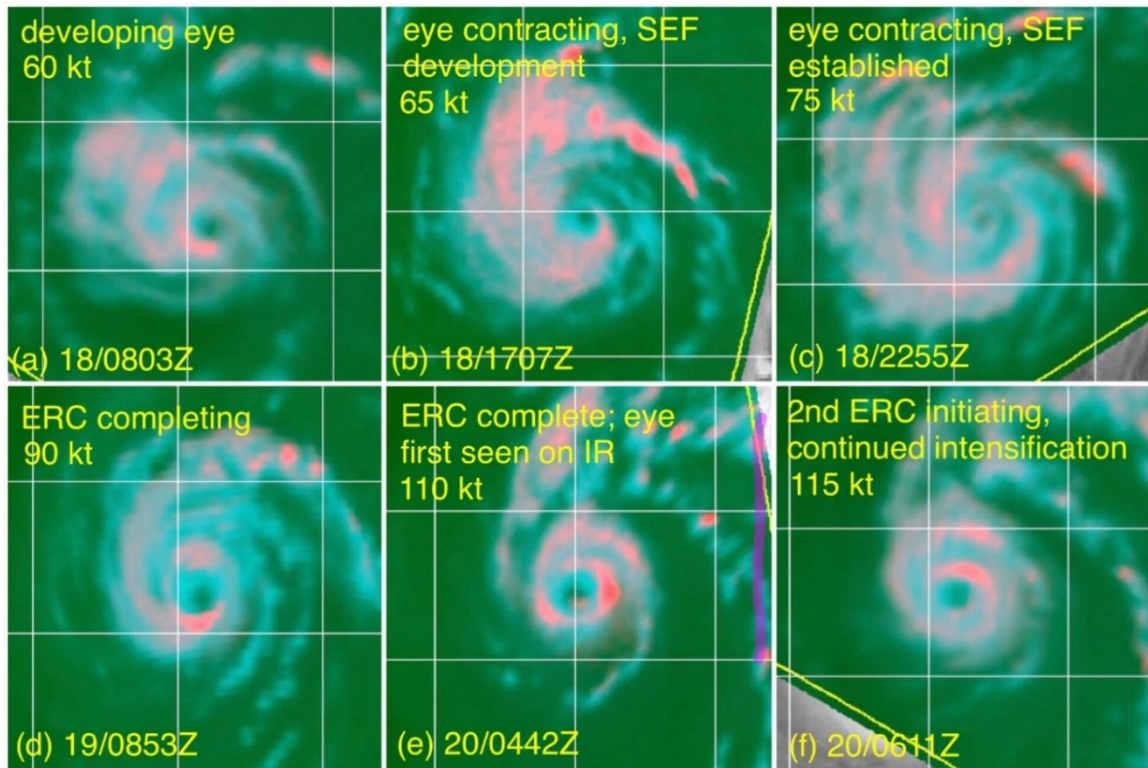 developing eye
60 kt
(a) 18/0803Z
eye contracting, SEF
development
65 kt
(b) 18/1707Z
eye contracting, SEF
established
75 kt
(c) 18/2255Z
ERC completing
90 kt
(d) 19/0853Z
ERC complete; eye
first seen on IR
110 kt
(e) 20/0442Z
2nd ERC initiating,
continued intensification
115 kt
(f) 20/0611Z